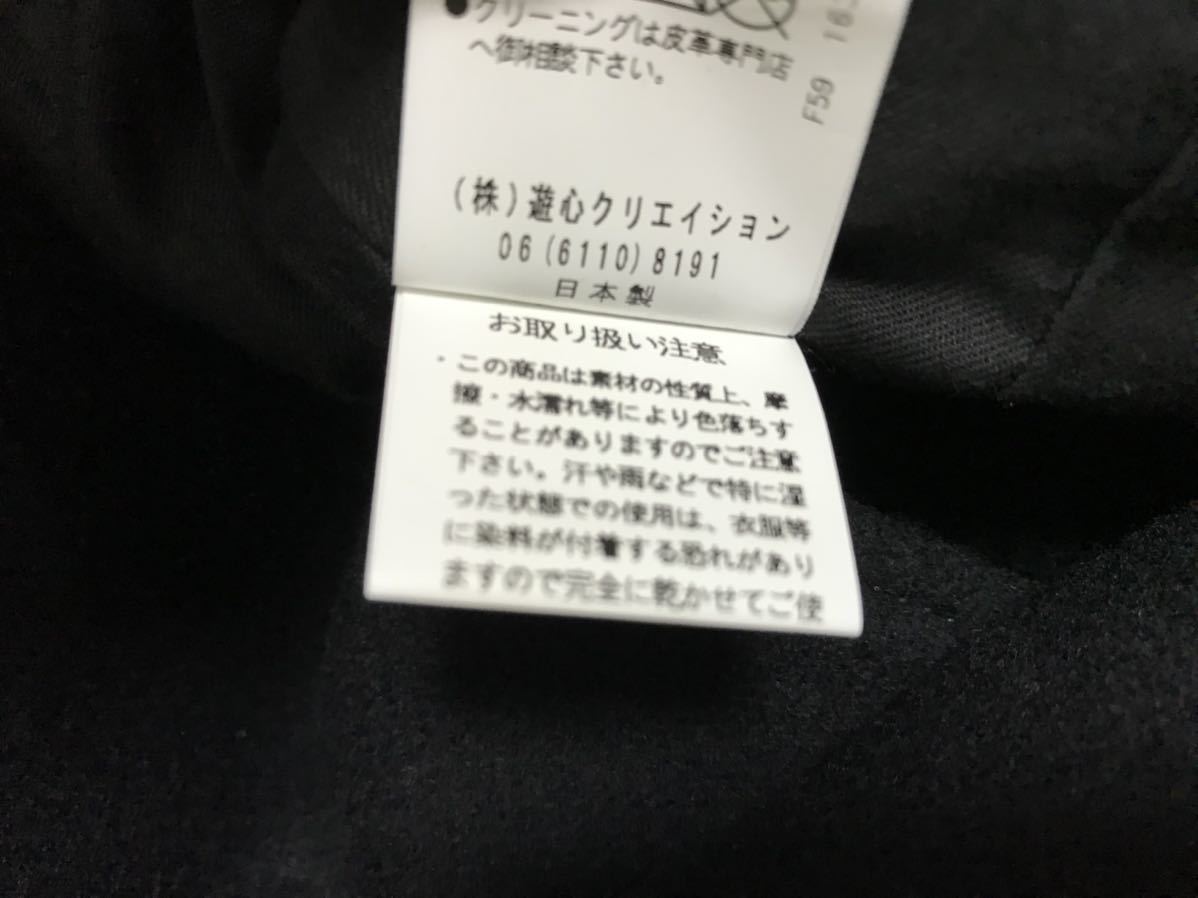 ●クリーニングは皮革専門店
へ御相談下さい。
F59
(株)遊心クリエイション
06(6110)8191
日本製
お取り扱い注意
・この商品は素材の性質上、摩
擦・水濡れ等により色落ちす
ることがありますのでご注意
下さい。汗や雨などで特に湿
った状態での使用は、衣服等
に染料が付着する恐れがあり
ますので完全に乾かせてご使